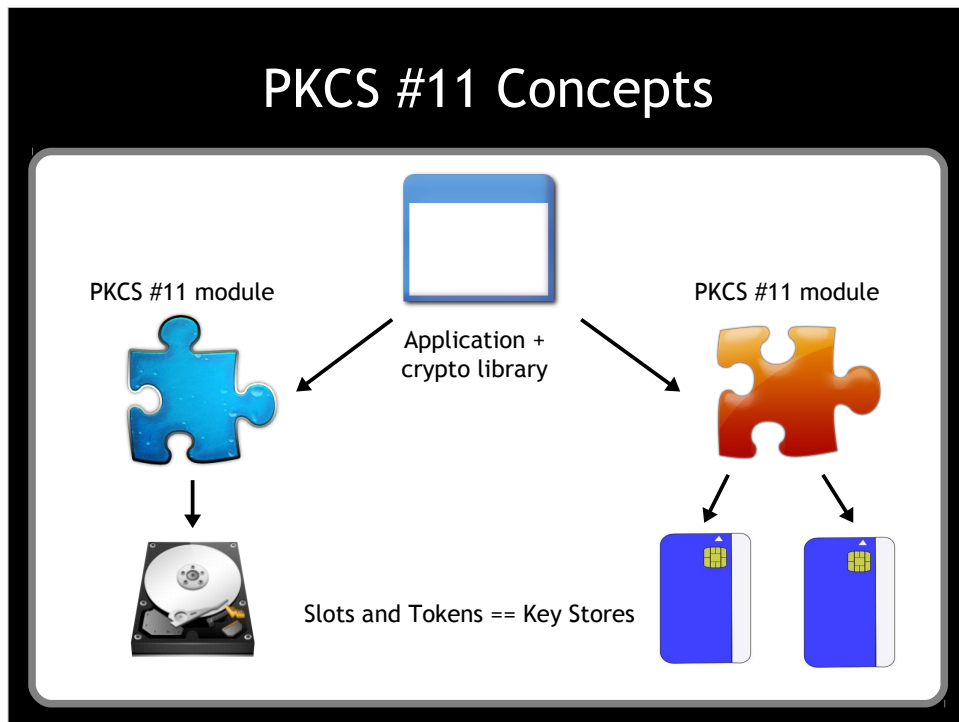 PKCS #11 Concepts
PKCS #11 module
PKCS #11 module
Application +
crypto library
Slots and Tokens == Key Stores